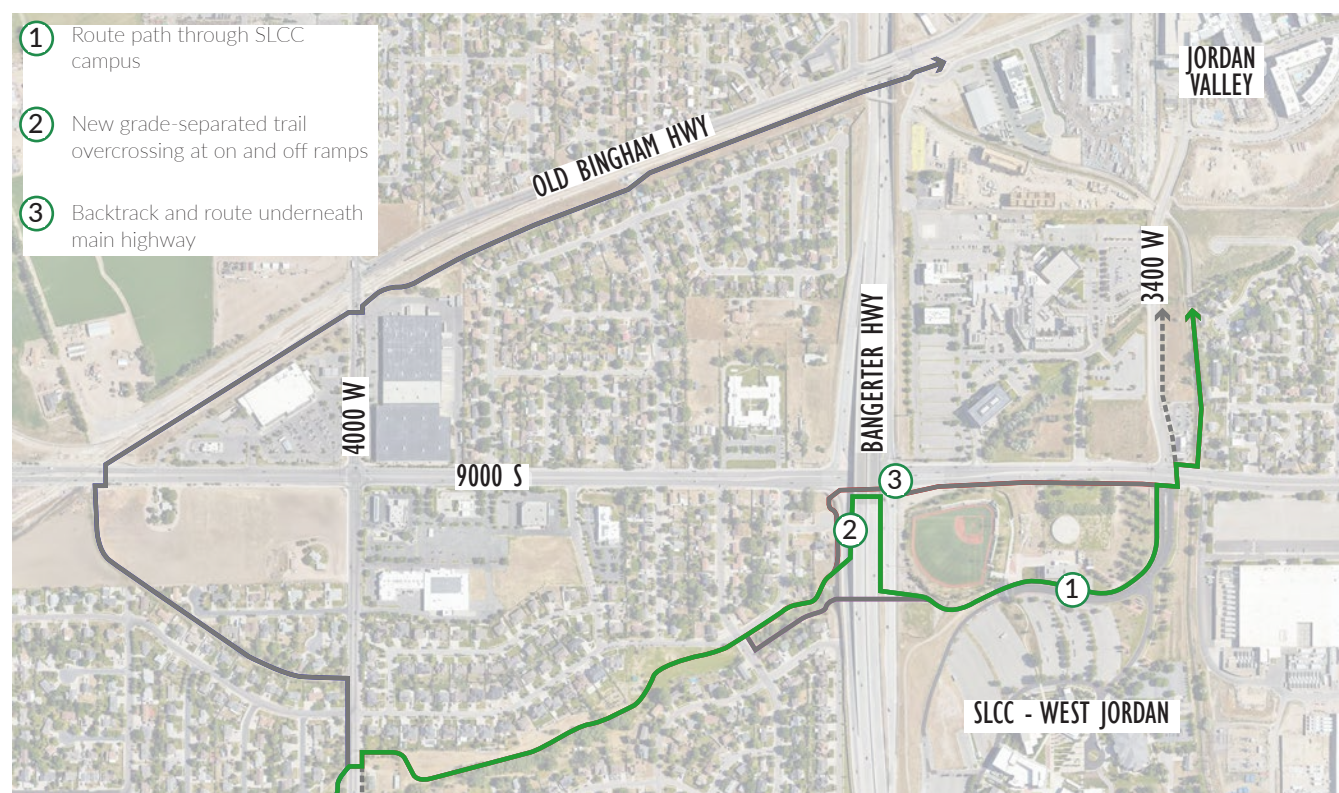 1 Route path through SLCC
campus
2 New grade-separated trail
overcrossing at on and off ramps
3 Backtrack and route underneath
main highway
JORDAN
VALLEY
OLD BINGHAM HWY
3400 W
BANGERTER HWY
4000 W
9000 S
3
2
1
SLCC - WEST JORDAN